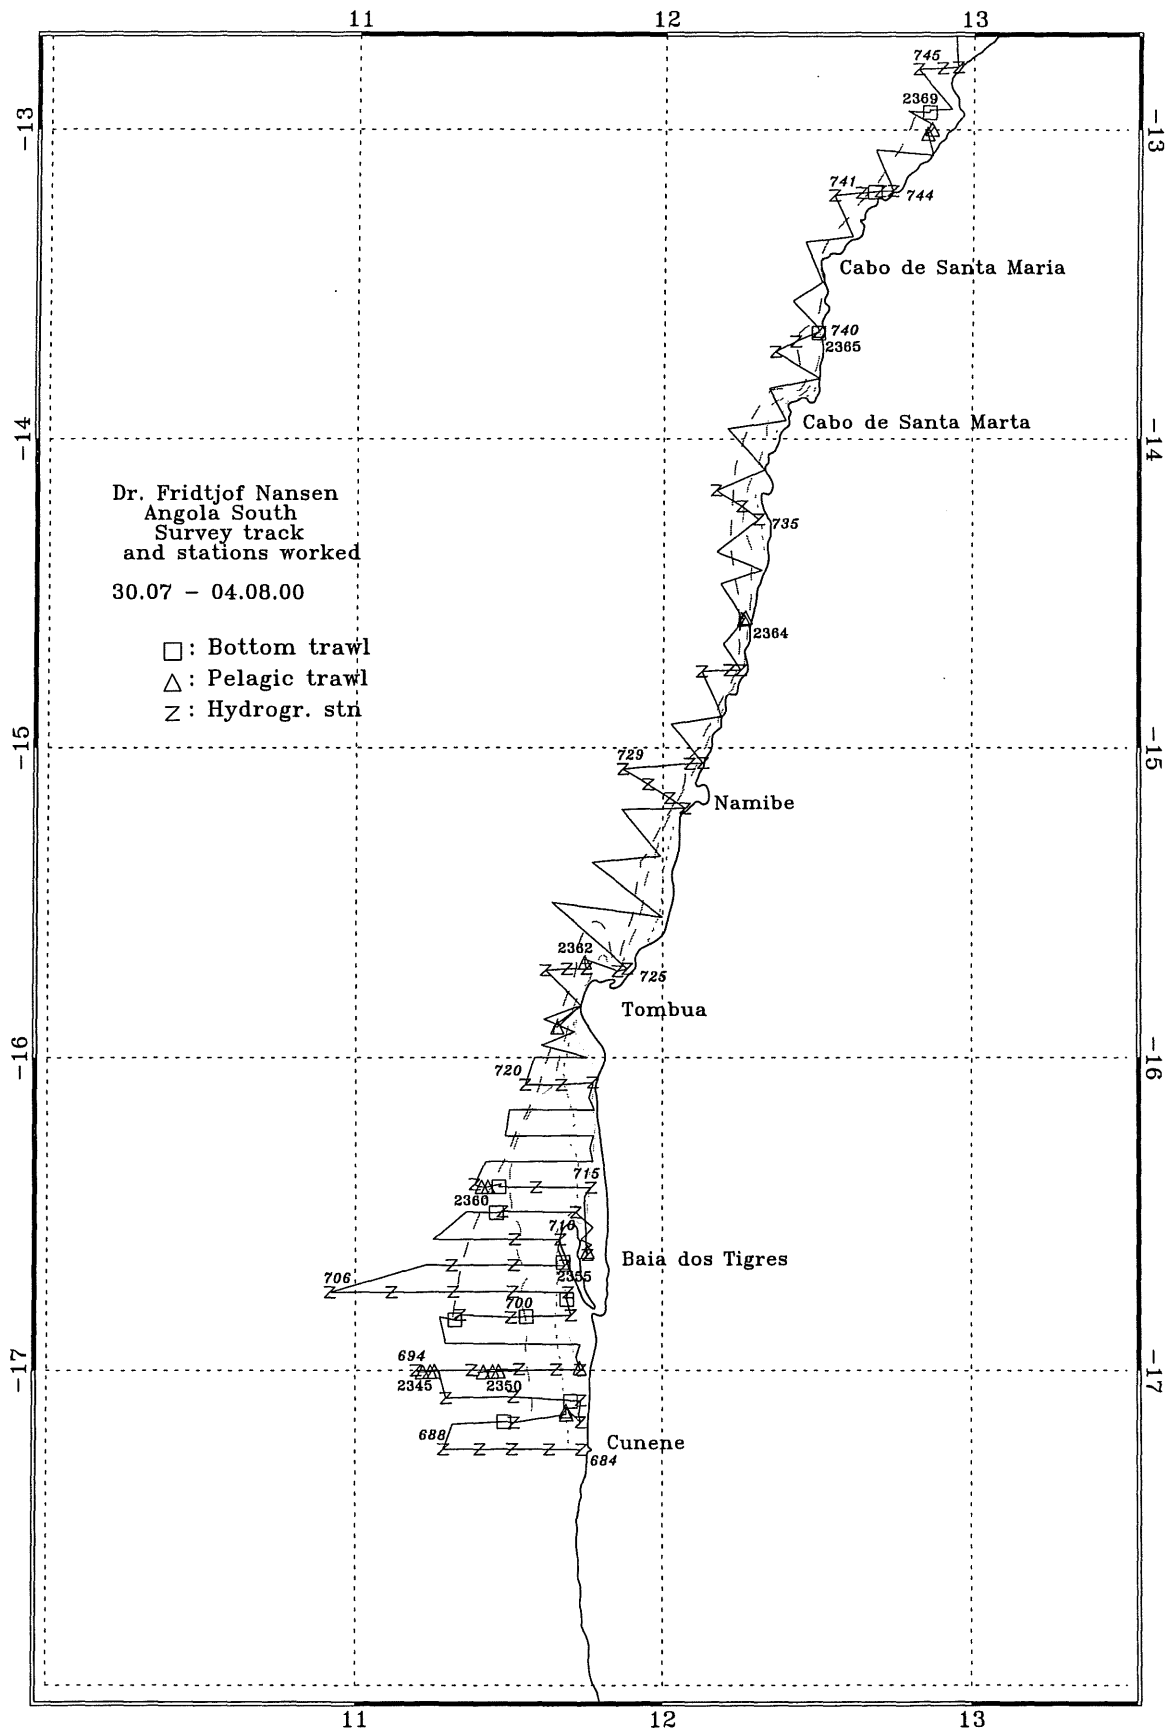 11 12 13
745
2369
-13 -13
741
744
Cabo de Santa Maria
740
2365
Cabo de Santa Marta
-14 -14
Dr. Fridtjof Nansen
Angola South
Survey track
and stations worked
735
30.07 - 04.08.00
2364
□: Bottom trawl
△: Pelagic trawl
Z: Hydrogr. stn
-15 -15
729
Namibe
2362
725
Tombua
-16 -16
720
715
2360
710
Baia dos Tigres
2355
706
700
694
-17 -17
2345 2350
688
Cunene
684
11 12 13